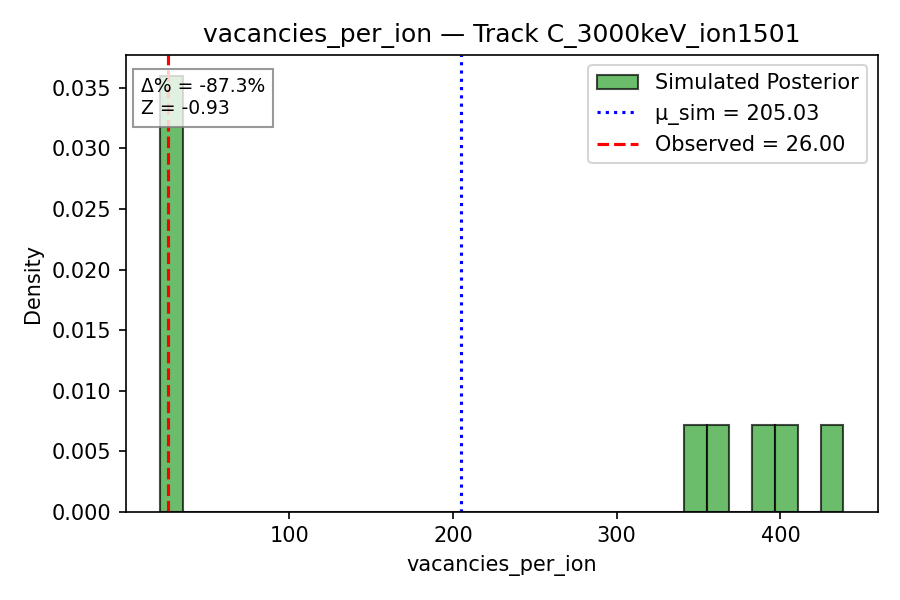 vacancies_per_ion — Track C_3000keV_ion1501
Δ% = -87.3%
Z = -0.93
Simulated Posterior
μ_sim = 205.03
Observed = 26.00
Density
0.035
0.030
0.025
0.020
0.015
0.010
0.005
0.000
100
200
300
400
vacancies_per_ion